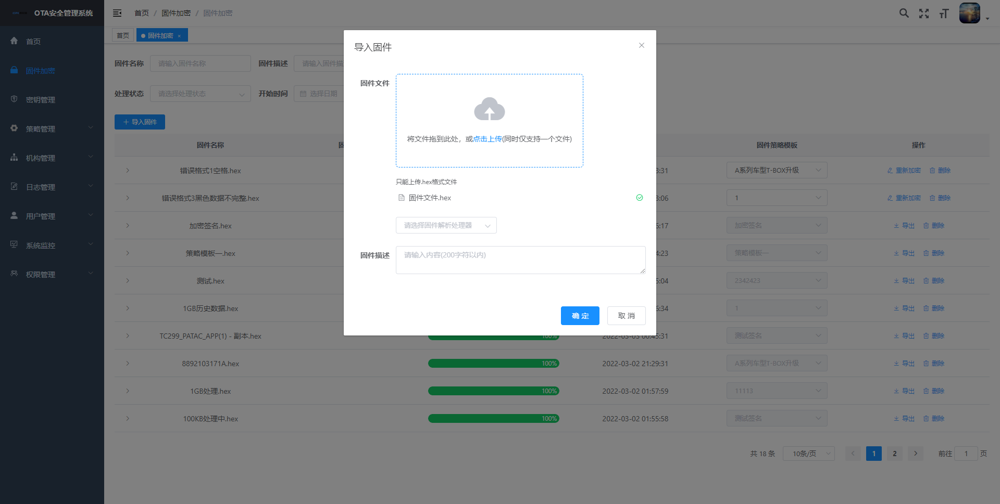 OTA安全管理系统
首页 / 固件加密 / 固件加密
首页
固件加密 ×
首页
固件加密
密钥管理
策略管理
机构管理
日志管理
用户管理
系统监控
权限管理
固件名称 请输入固件名称 固件描述 请输入固件描
处理状态 请选择处理状态 开始时间 选择日期
+ 导入固件
固件名称 固 固件策略模板 操作
错误格式1空格.hex 3:31 A系列车型T-BOX升级 重新加密 删除
错误格式3黑色数据不完整.hex 3:06 1 重新加密 删除
加密签名.hex 5:17 加密签名 导出 删除
策略模板一.hex 4:23 策略模板一 导出 删除
测试.hex 5:04 2342423 导出 删除
1GB历史数据.hex 5:34 1 导出 删除
TC299_PATAC_APP(1) - 副本.hex 100% 2022-03-03 00:45:31 测试签名 导出 删除
8892103171A.hex 100% 2022-03-02 21:29:31 A系列车型T-BOX升级 导出 删除
1GB处理.hex 100% 2022-03-02 01:57:59 11113 导出 删除
100KB处理中.hex 100% 2022-03-02 01:55:58 测试签名 导出 删除
共 18 条 10条/页 1 2 前往 1 页
导入固件
固件文件
将文件拖到此处，或点击上传(同时仅支持一个文件)
只能上传.hex格式文件
固件文件.hex
请选择固件解析处理器
固件描述 请输入内容(200字符以内)
确 定 取 消